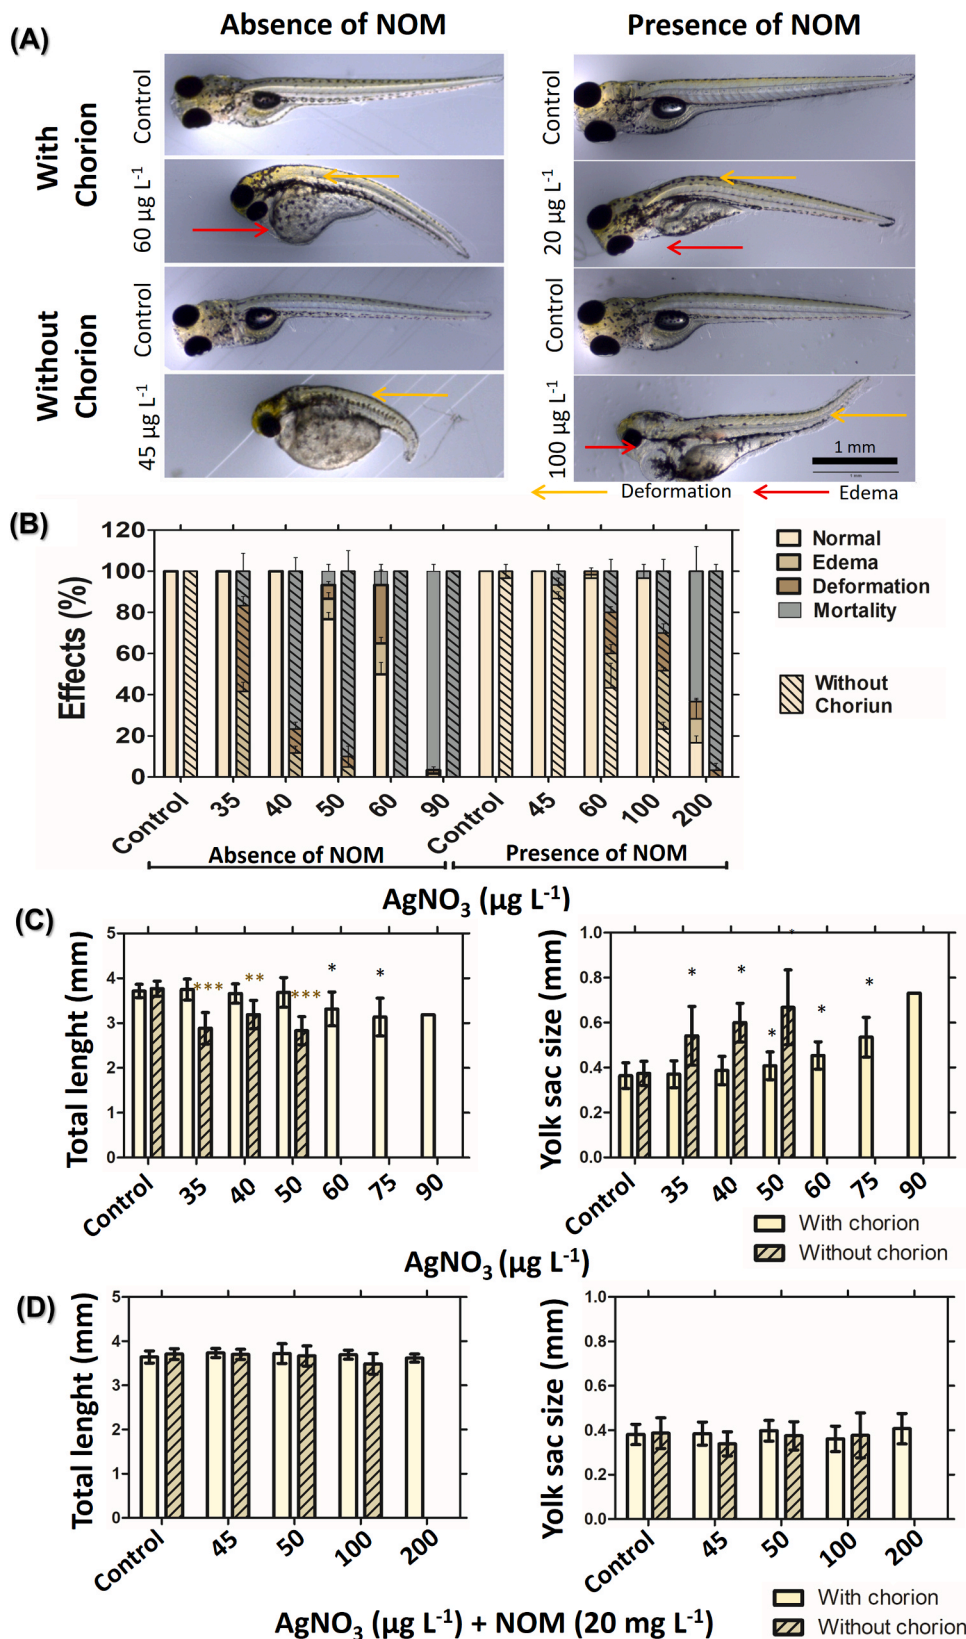 (A)
Absence of NOM
Presence of NOM
With Chorion
Without Chorion
Control
60 µg L-1
Control
45 µg L-1
Control
20 µg L-1
Control
100 µg L-1
1 mm
Deformation
Edema
(B)
Effects (%)
120
100
80
60
40
20
0
Normal
Edema
Deformation
Mortality
Without
Choriun
Control 35 40 50 60 90 Control 45 60 100 200
Absence of NOM
Presence of NOM
AgNO3 (µg L-1)
(C)
Total lenght (mm)
5
4
3
2
1
0
*** ** *** * *
Control 35 40 50 60 75 90
Yolk sac size (mm)
1.0
0.8
0.6
0.4
0.2
0.0
* * * * * *
Control 35 40 50 60 75 90
With chorion
Without chorion
AgNO3 (µg L-1)
(D)
Total lenght (mm)
5
4
3
2
1
0
Control 45 50 100 200
Yolk sac size (mm)
1.0
0.8
0.6
0.4
0.2
0.0
Control 45 50 100 200
With chorion
Without chorion
AgNO3 (µg L-1) + NOM (20 mg L-1)